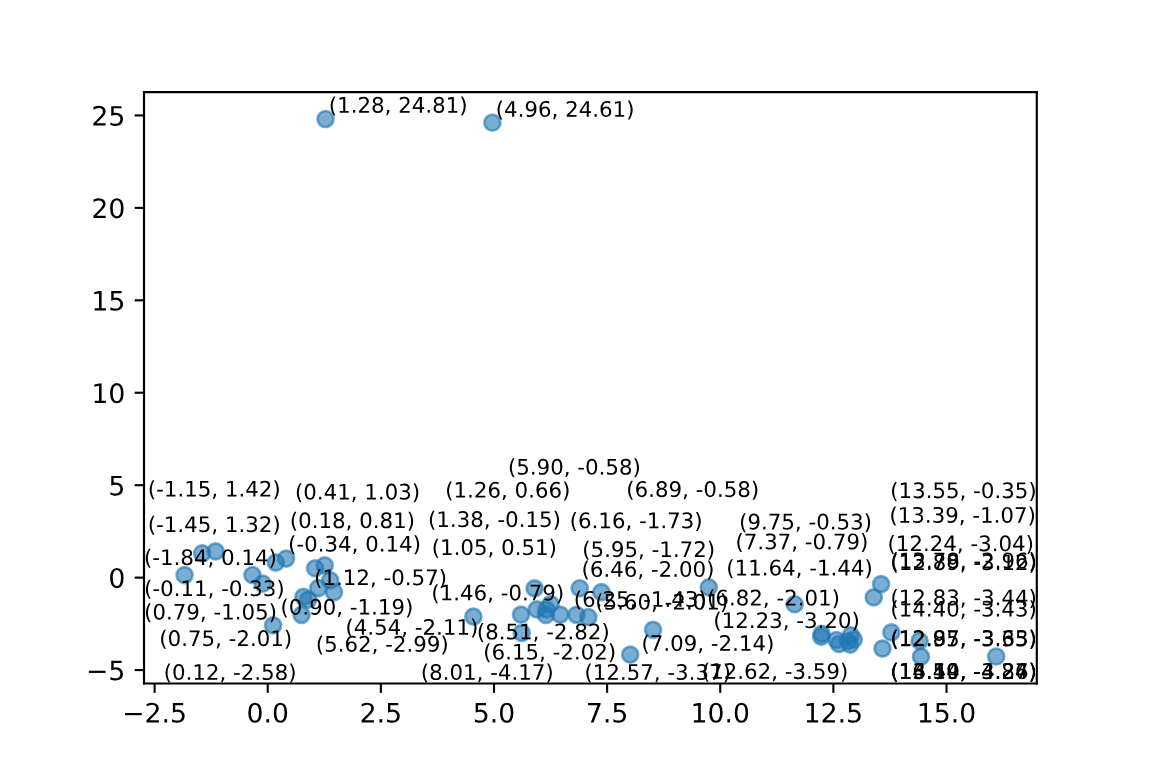 (1.28, 24.81)
(4.96, 24.61)
25
20
15
10
5
0
−5
(5.90, -0.58)
(-1.15, 1.42) (0.41, 1.03) (1.26, 0.66) (6.89, -0.58) (13.55, -0.35)
(13.39, -1.07)
(-1.45, 1.32) (0.18, 0.81) (1.38, -0.15) (6.16, -1.73) (9.75, -0.53)
(-0.34, 0.14) (1.05, 0.51) (5.95, -1.72) (7.37, -0.79) (12.24, -3.04)
(-1.84, 0.14) (6.46, -2.00) (11.64, -1.44)
(-0.11, -0.33) (1.12, -0.57) (1.46, -0.79) (5.60, -2.01) (6.82, -2.01) (12.83, -3.44)
(0.79, -1.05) (0.90, -1.19) (12.23, -3.20) (14.40, -3.43)
(0.75, -2.01) (4.54, -2.11) (8.51, -2.82)
(5.62, -2.99) (6.15, -2.02) (7.09, -2.14)
(0.12, -2.58) (8.01, -4.17) (12.57, -3.37) (12.62, -3.59)
−2.5 0.0 2.5 5.0 7.5 10.0 12.5 15.0